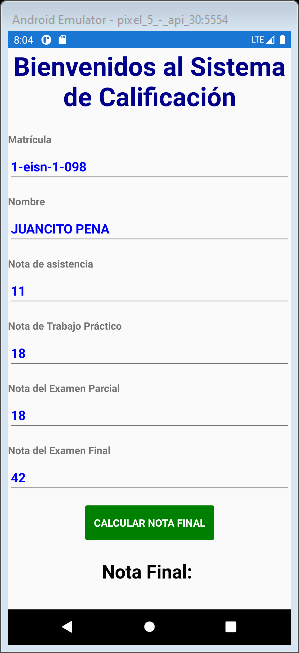 Android Emulator - pixel_5_-_api_30:5554
8:04
LTE
Bienvenidos al Sistema
de Calificación
Matrícula
1-eisn-1-098
Nombre
JUANCITO PENA
Nota de asistencia
11
Nota de Trabajo Práctico
18
Nota del Examen Parcial
18
Nota del Examen Final
42
CALCULAR NOTA FINAL
Nota Final: